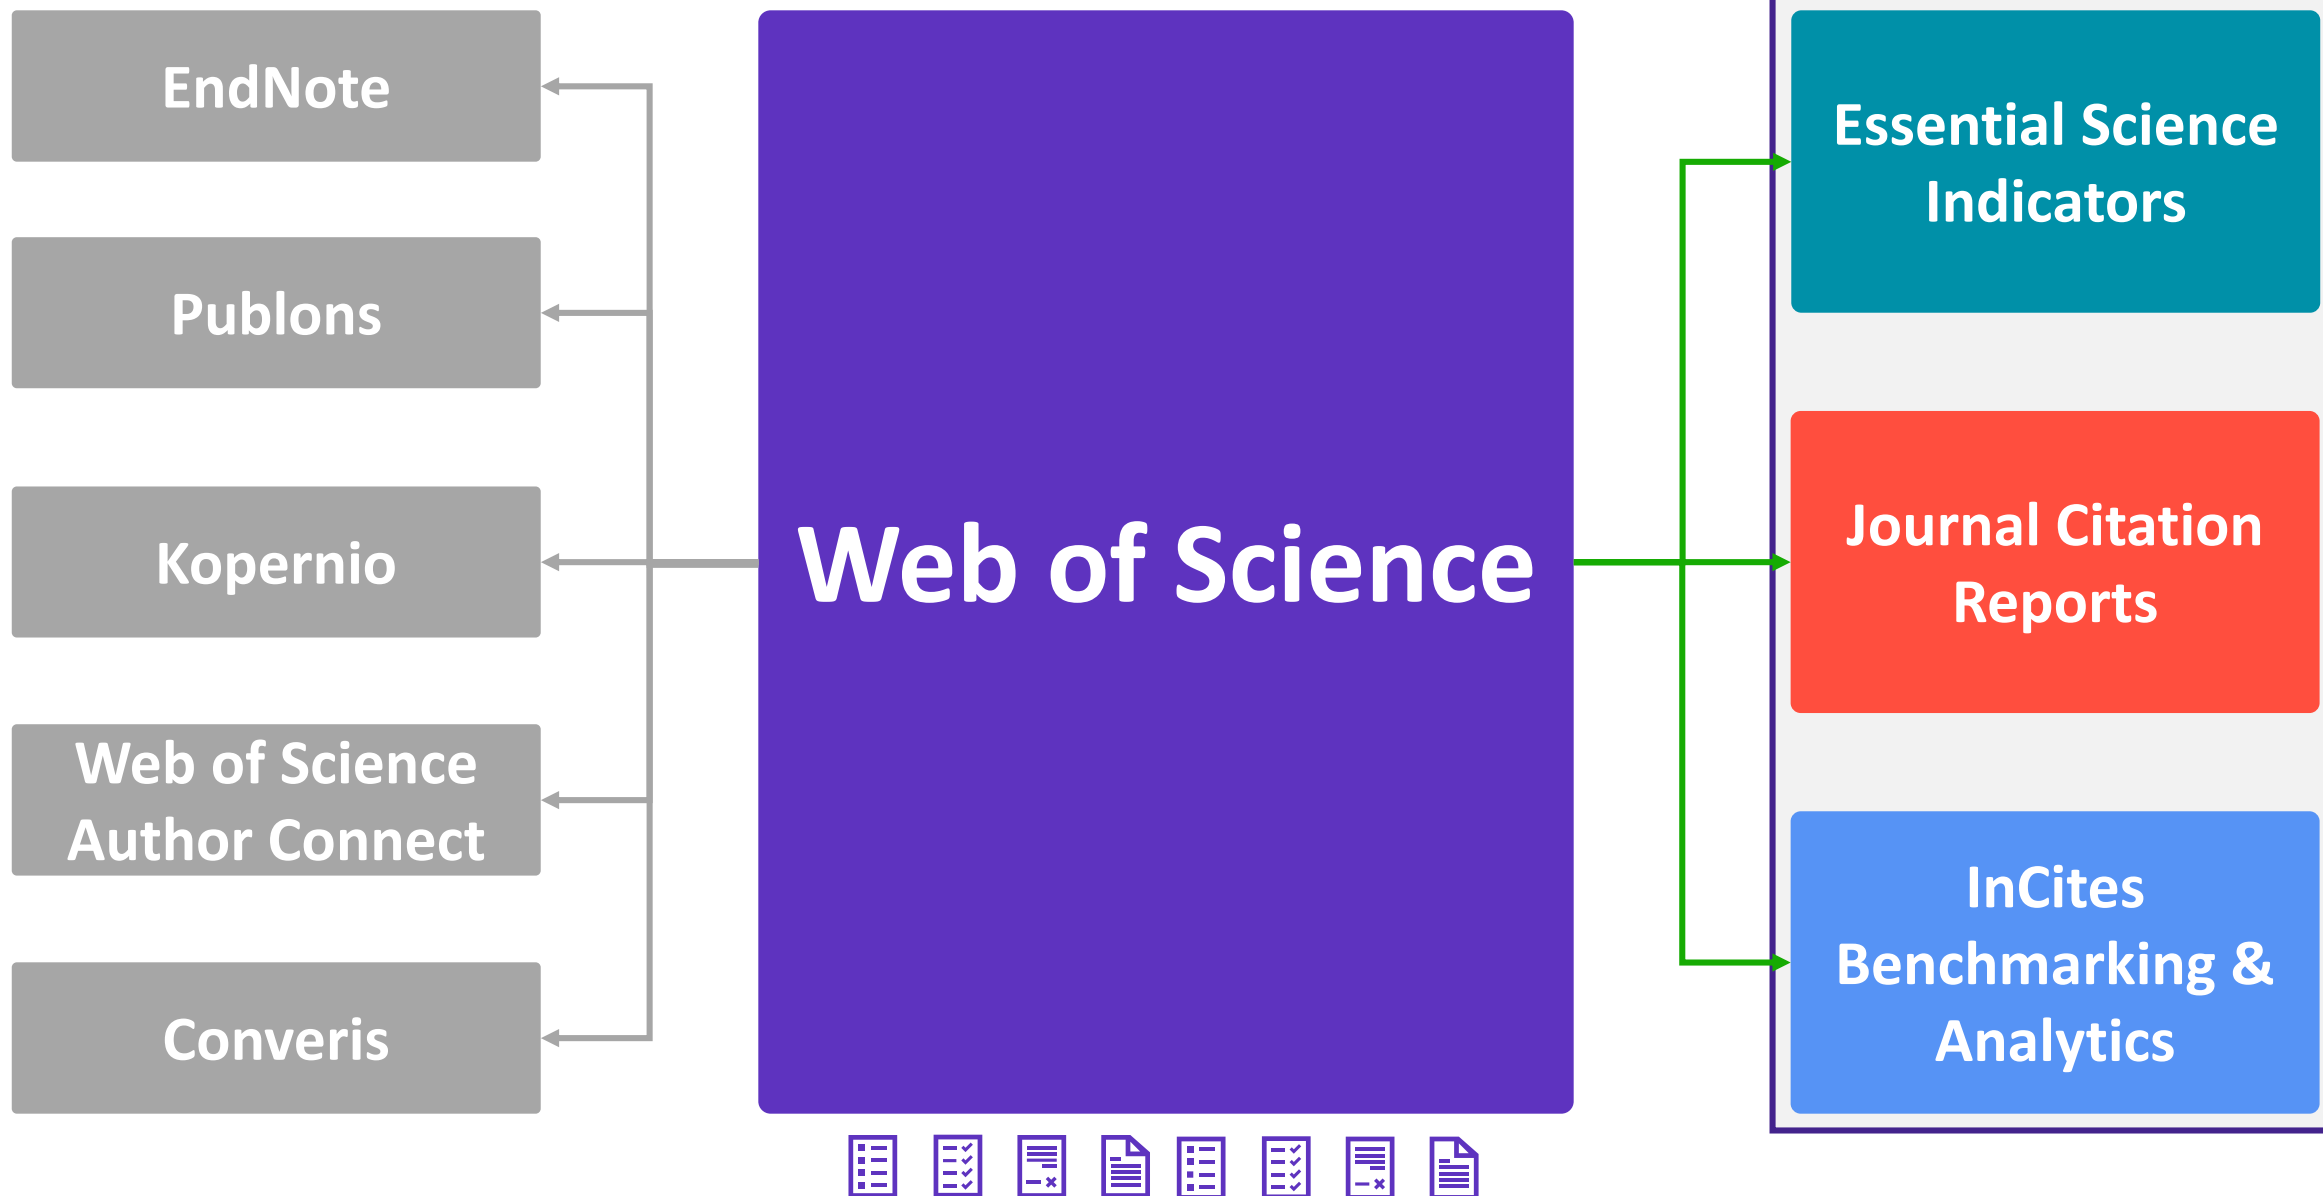 EndNote
Publons
Kopernio
Web of Science
Author Connect
Converis
Web of Science
Essential Science
Indicators
Journal Citation
Reports
InCites
Benchmarking &
Analytics